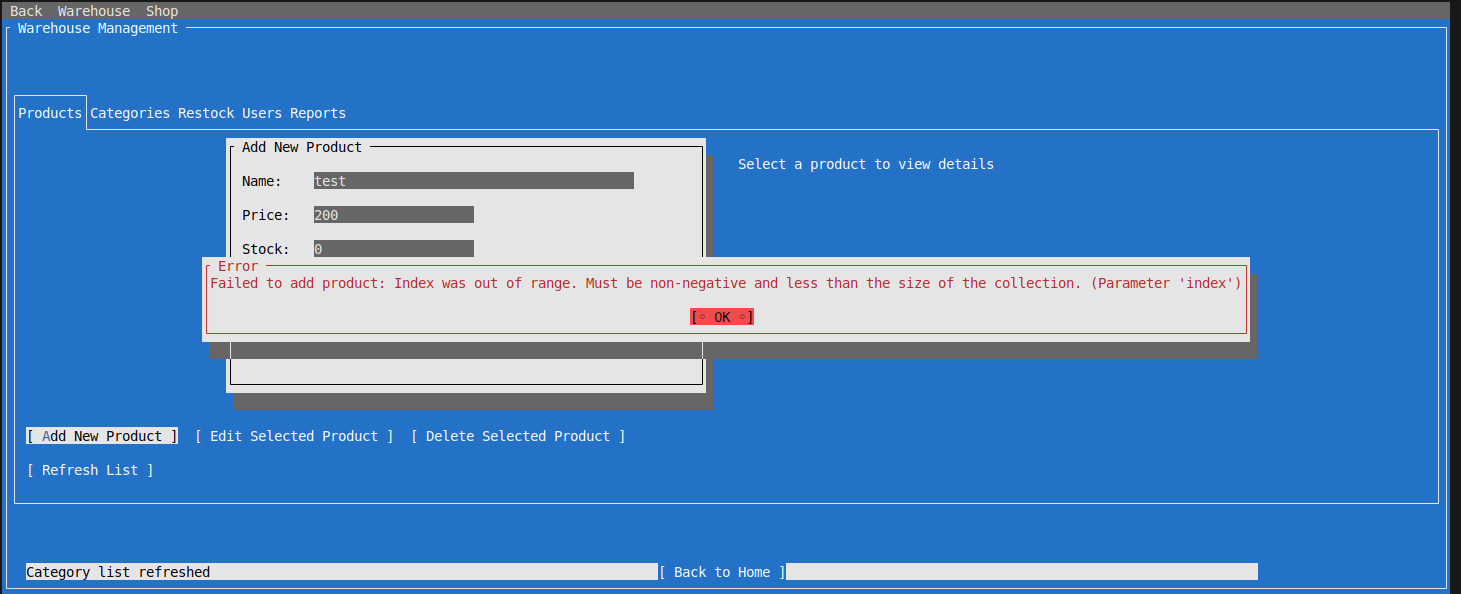 Back Warehouse Shop
Warehouse Management
Products Categories Restock Users Reports
Add New Product
Select a product to view details
Name: test
Price: 200
Stock: 0
Error
Failed to add product: Index was out of range. Must be non-negative and less than the size of the collection. (Parameter 'index')
[◦ OK ◦]
[ Add New Product ] [ Edit Selected Product ] [ Delete Selected Product ]
[ Refresh List ]
Category list refreshed [ Back to Home ]